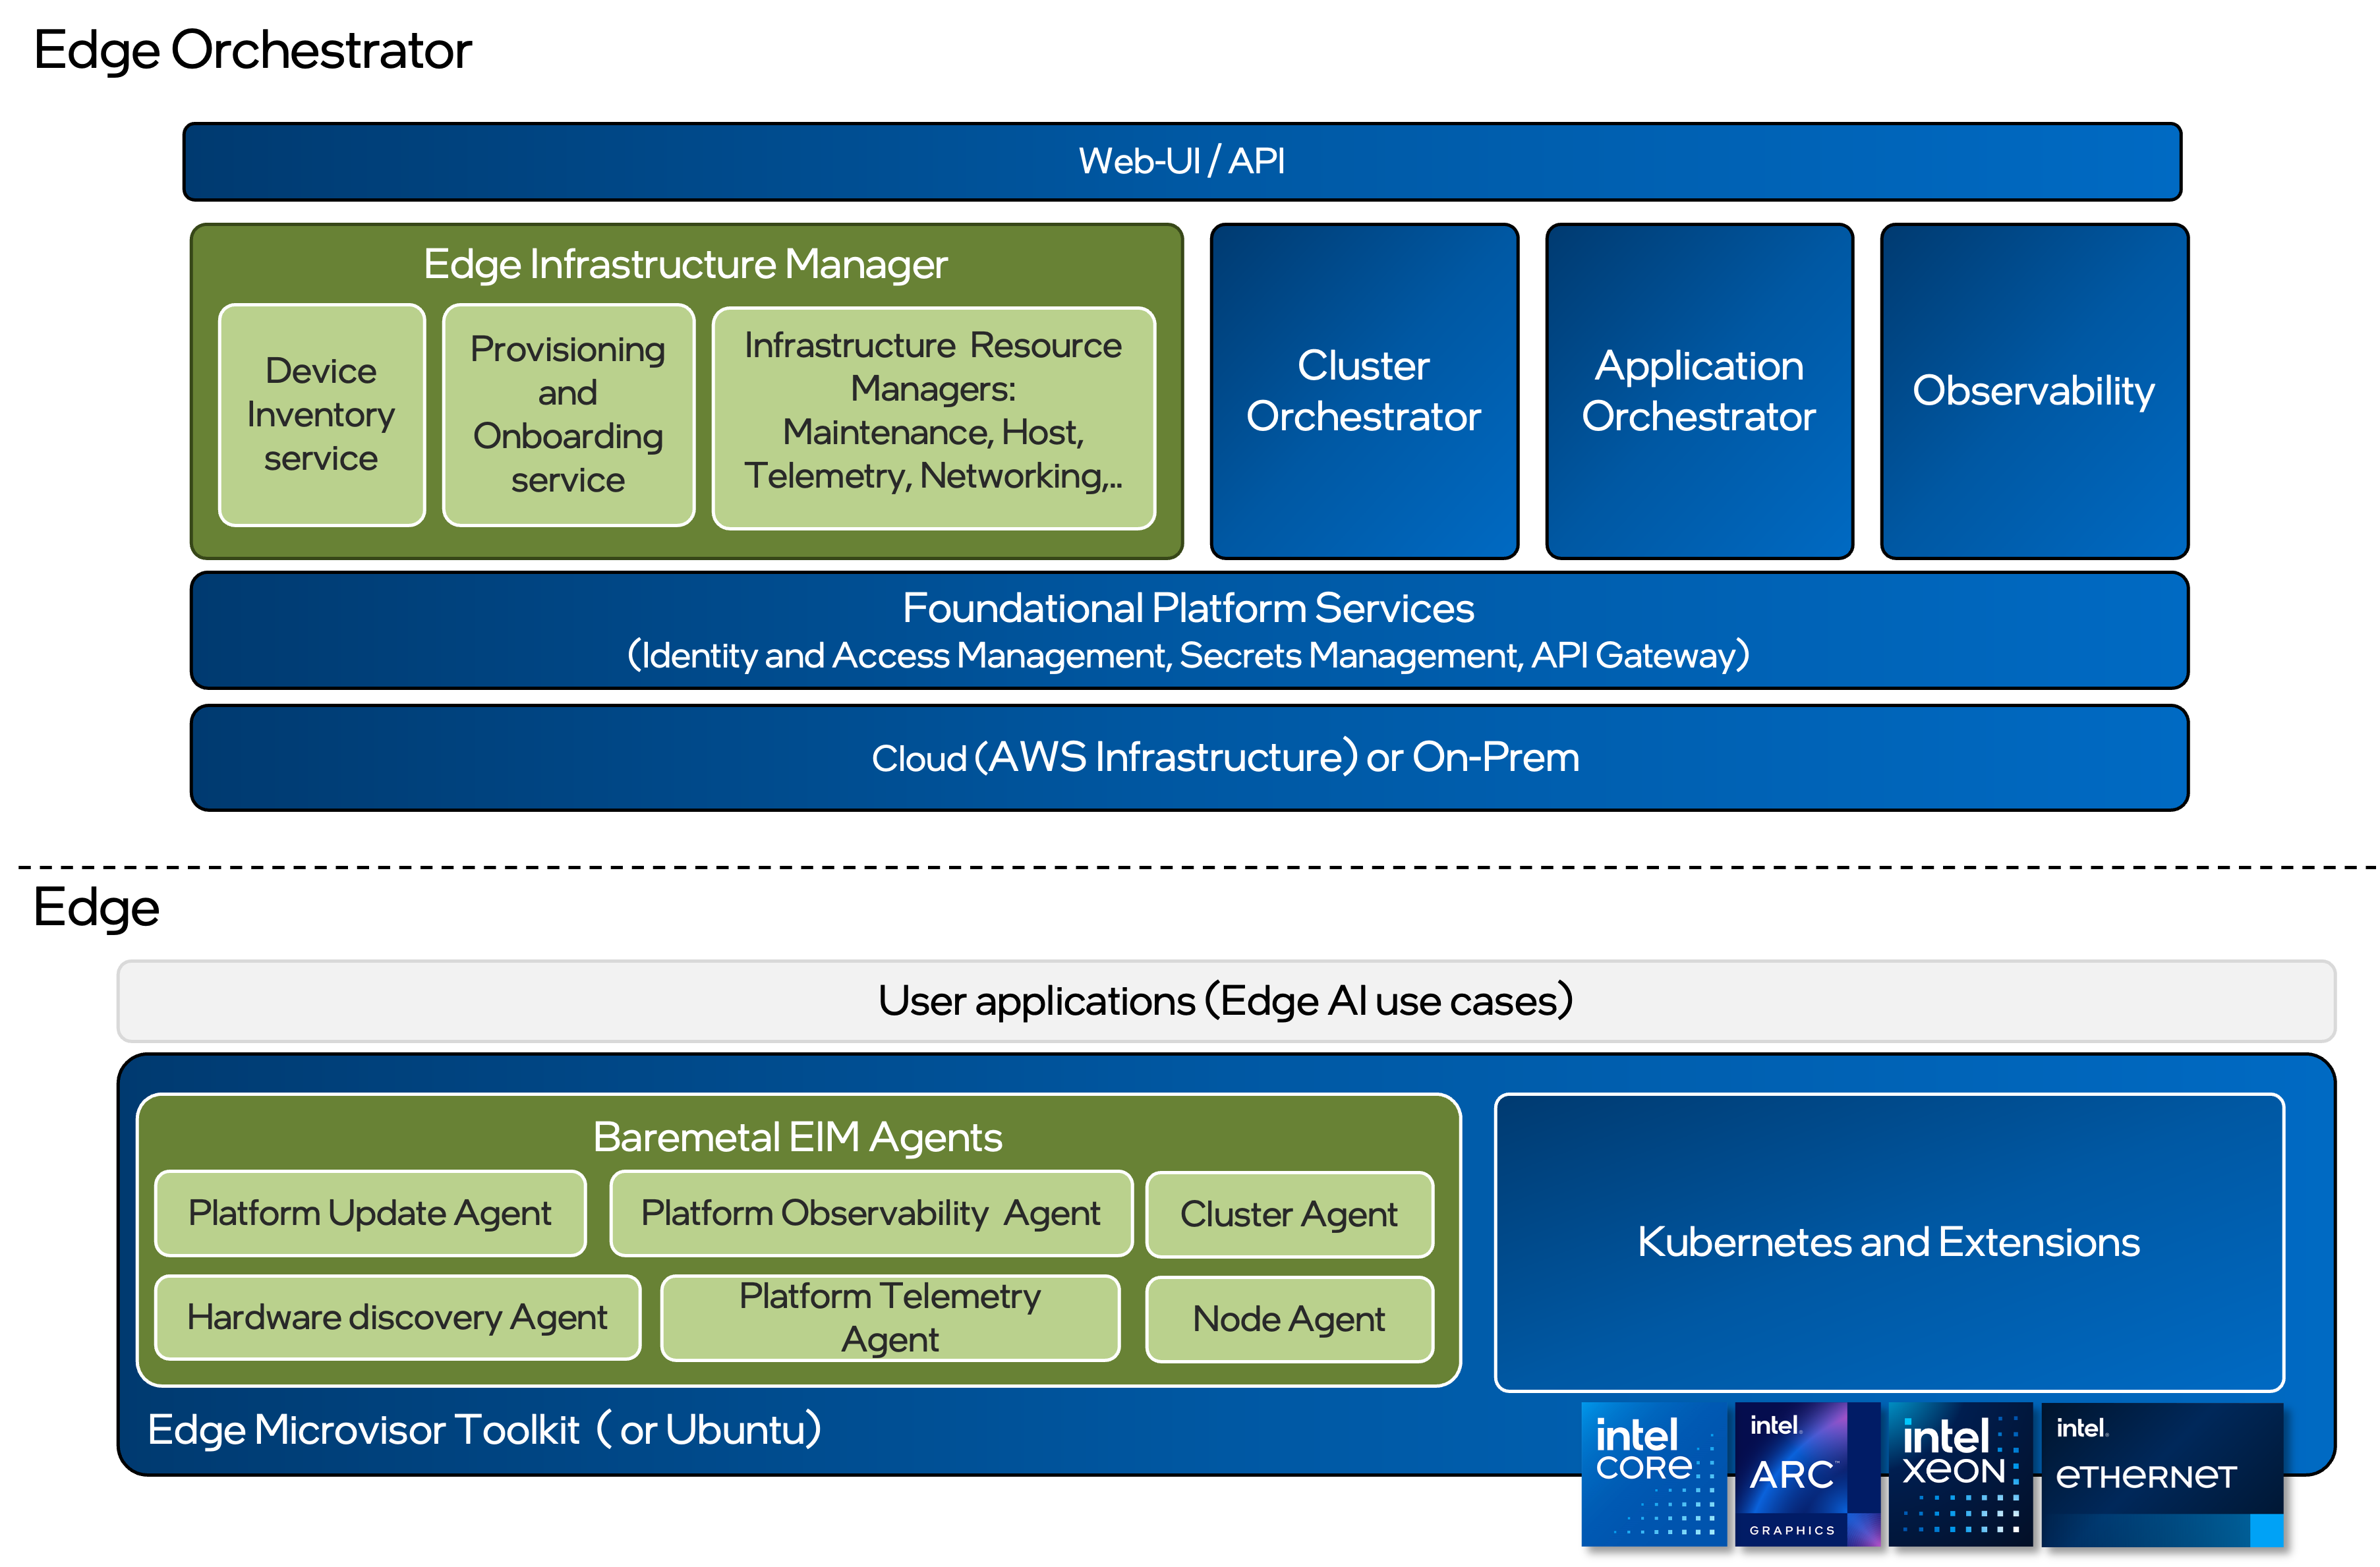 Edge Orchestrator
Web-UI / API
Edge Infrastructure Manager
Device
Inventory
service
Provisioning
and
Onboarding
service
Infrastructure  Resource
Managers:
Maintenance, Host,
Telemetry, Networking,..
Cluster
Orchestrator
Application
Orchestrator
Observability
Foundational Platform Services
(Identity and Access Management, Secrets Management, API Gateway)
Cloud (AWS Infrastructure) or On-Prem
Edge
User applications (Edge AI use cases)
Baremetal EIM Agents
Platform Update Agent
Platform Observability  Agent
Cluster Agent
Hardware discovery Agent
Platform Telemetry
Agent
Node Agent
Kubernetes and Extensions
Edge Microvisor Toolkit  ( or Ubuntu)
intel
CORe
intel.
ARC™
GRAPHICS
intel
XeON
intel.
eTHeRNeT